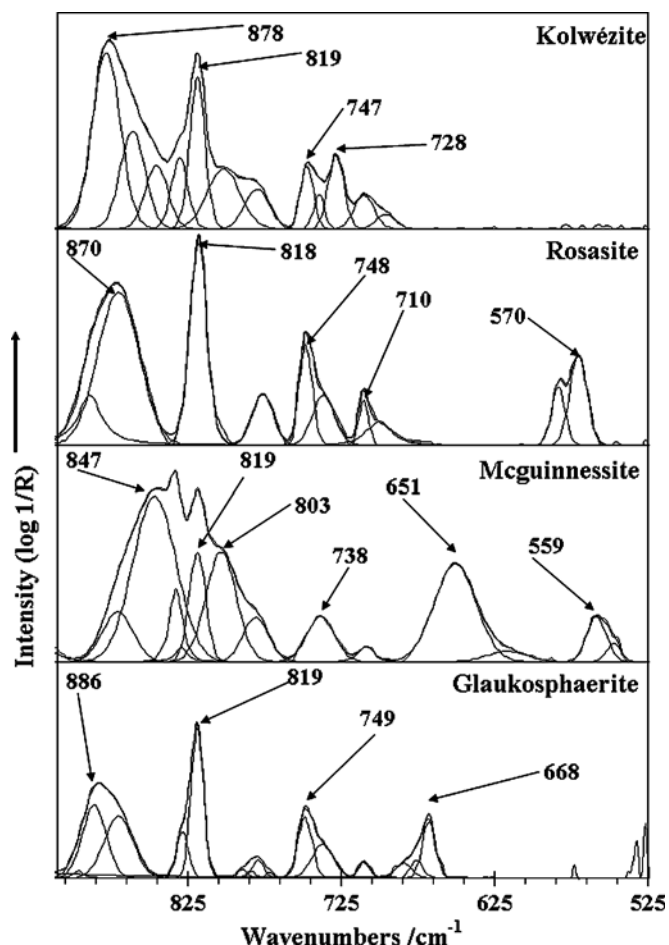 Kolwézite
878
819
747
728
Rosasite
870
818
748
710
570
Mcguinnessite
847
819
803
738
651
559
Glaukosphaerite
886
819
749
668
825 725 625 525
Wavenumbers /cm-1
Intensity (log 1/R)